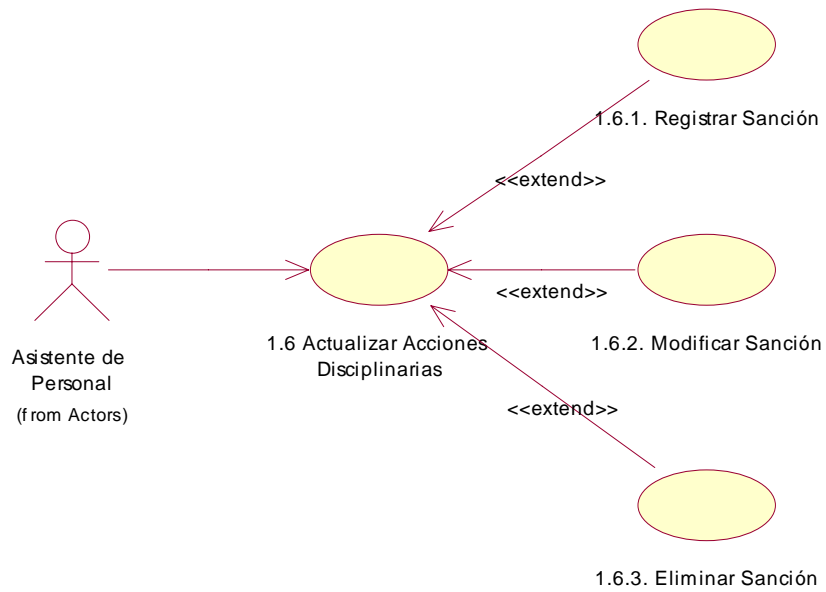 1.6.1. Registrar Sanción
<<extend>>
<<extend>>
1.6 Actualizar Acciones
Disciplinarias
1.6.2. Modificar Sanción
Asistente de
Personal
(from Actors)
<<extend>>
1.6.3. Eliminar Sanción